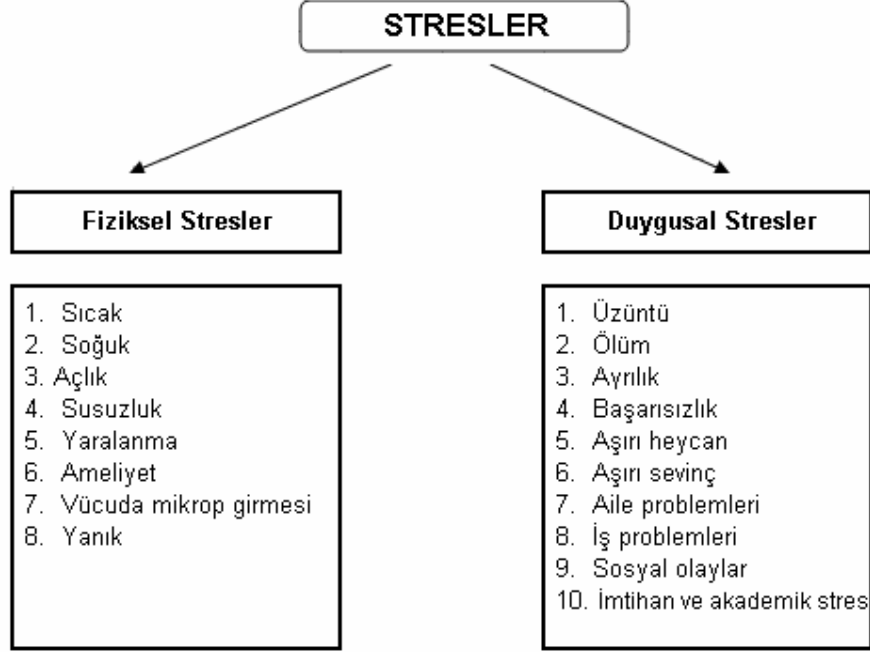 STRESLER
Fiziksel Stresler
1. Sıcak
2. Soğuk
3. Açlık
4. Susuzluk
5. Yaralanma
6. Ameliyet
7. Vücuda mikrop girmesi
8. Yanık
Duygusal Stresler
1. Üzüntü
2. Ölüm
3. Ayrılık
4. Başarısızlık
5. Aşırı heycan
6. Aşırı sevinç
7. Aile problemleri
8. İş problemleri
9. Sosyal olaylar
10. İmtihan ve akademik stres